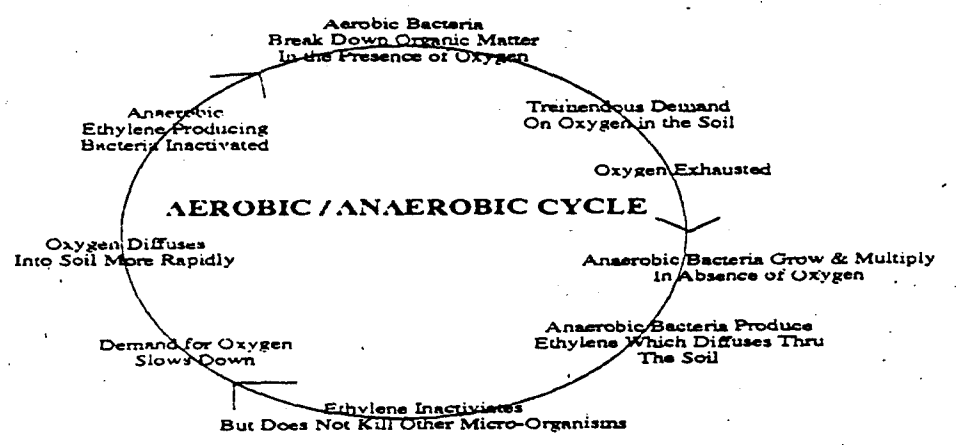 Aerobic Bacteria
Break Down Organic Matter
In the Presence of Oxygen
Tremendous Demand
On Oxygen in the Soil
Oxygen Exhausted
Anaerobic Bacteria Grow & Multiply
In Absence of Oxygen
Anaerobic Bacteria Produce
Ethylene Which Diffuses Thru
The Soil
Ethylene Inactiviates
But Does Not Kill Other Micro-Organisms
Demand for Oxygen
Slows Down
Oxygen Diffuses
Into Soil More Rapidly
Anaerobic
Ethylene Producing
Bacteria Inactivated
AEROBIC / ANAEROBIC CYCLE